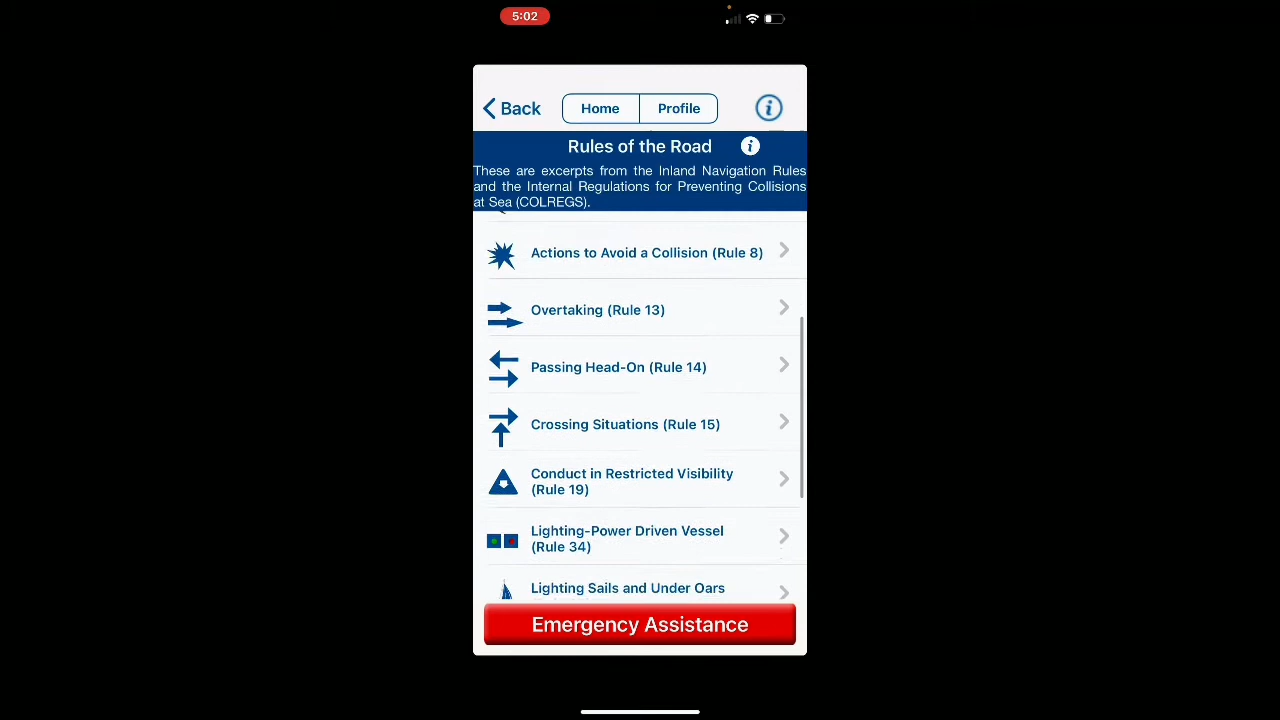 5:02
Back
Home
Profile
Rules of the Road
These are excerpts from the Inland Navigation Rules
and the Internal Regulations for Preventing Collisions
at Sea (COLREGS).
Actions to Avoid a Collision (Rule 8)
Overtaking (Rule 13)
Passing Head-On (Rule 14)
Crossing Situations (Rule 15)
Conduct in Restricted Visibility
(Rule 19)
Lighting-Power Driven Vessel
(Rule 34)
Lighting Sails and Under Oars
Emergency Assistance